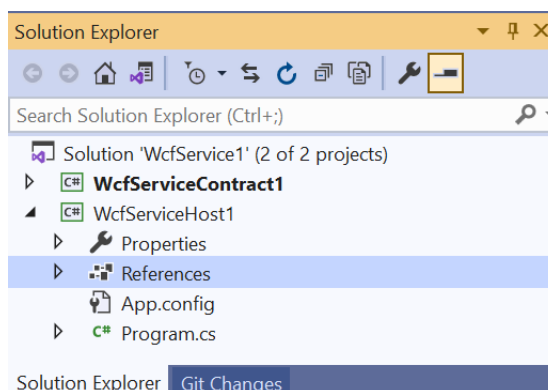 Solution Explorer
Search Solution Explorer (Ctrl+;)
Solution 'WcfService1' (2 of 2 projects)
C# WcfServiceContract1
C# WcfServiceHost1
Properties
References
App.config
C# Program.cs
Solution Explorer Git Changes